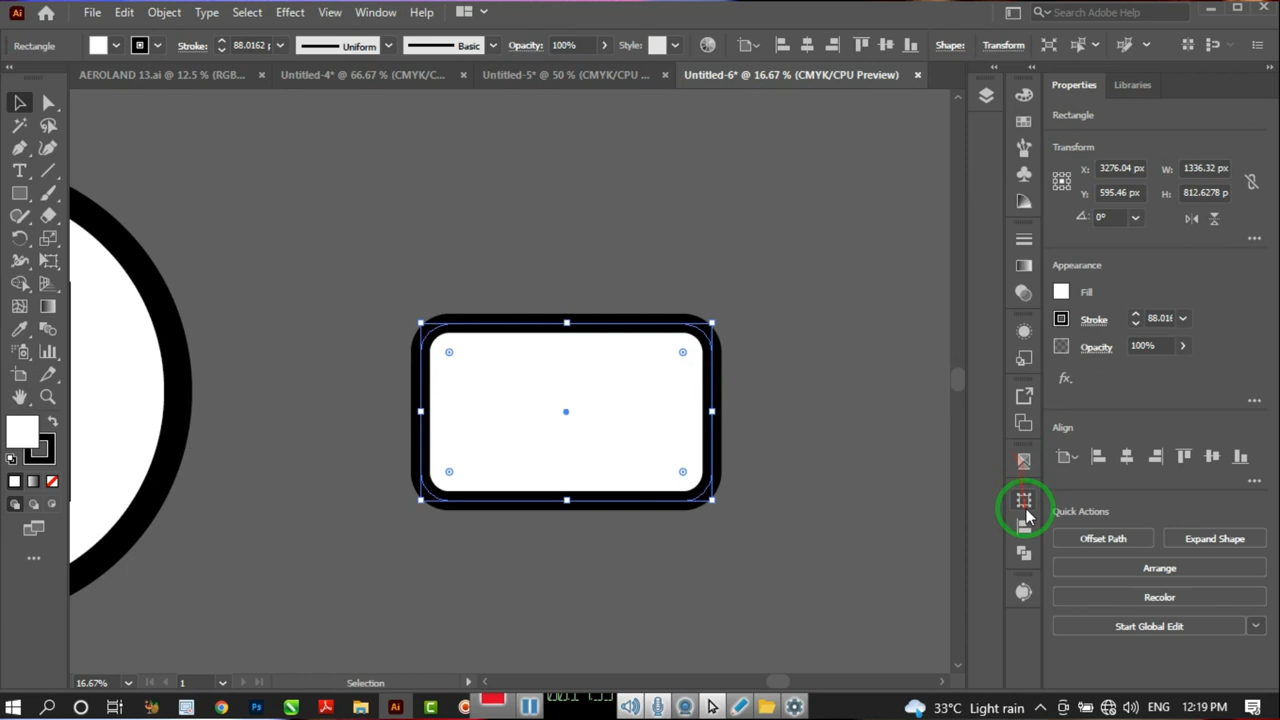 Ai File Edit Object Type Select Effect View Window Help Search Adobe Help
Rectangle Stroke: 88.0162 p Uniform Basic Opacity: 100% Style: Shape: Transform
AEROLAND 13.ai @ 12.5 % (RGB... Untitled-4* @ 66.67 % (CMYK/C... Untitled-5* @ 50 % (CMYK/CPU ... Untitled-6* @ 16.67 % (CMYK/CPU Preview)
Properties Libraries
Rectangle
Transform
X: 3276.04 px W: 1336.32 px
Y: 595.46 px H: 812.6278 p
0°
Appearance
Fill
Stroke 88.016
Opacity 100%
fx.
Align
Quick Actions
Offset Path Expand Shape
Arrange
Recolor
Start Global Edit
16.67% 1 Selection
Ps Ai C 33°C Light rain ENG 12:19 PM